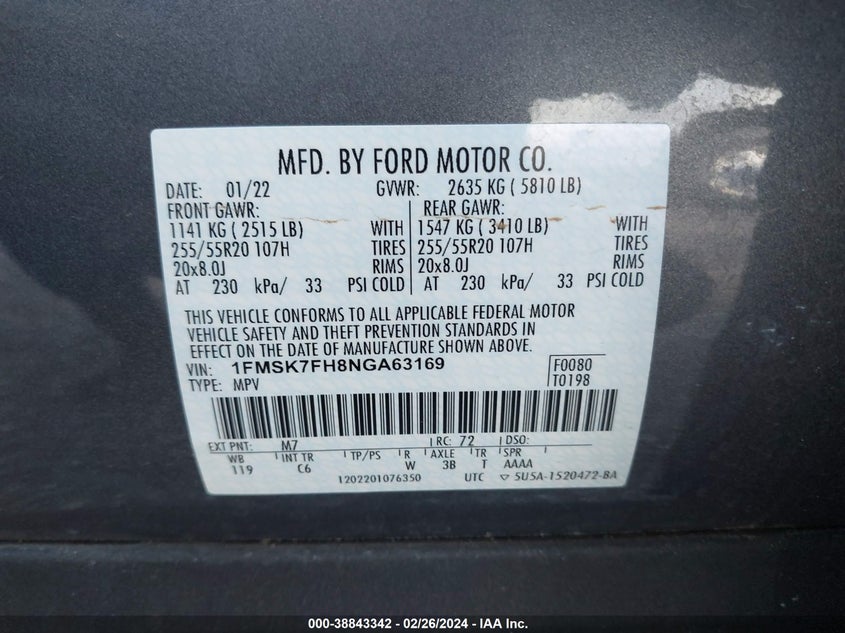 MFD. BY FORD MOTOR CO.
DATE: 01/22 GVWR: 2635 KG ( 5810 LB)
FRONT GAWR: REAR GAWR:
1141 KG ( 2515 LB) WITH 1547 KG ( 3410 LB) WITH
255/55R20 107H TIRES 255/55R20 107H TIRES
20x8.0J RIMS 20x8.0J RIMS
AT 230 kPa/ 33 PSI COLD AT 230 kPa/ 33 PSI COLD
THIS VEHICLE CONFORMS TO ALL APPLICABLE FEDERAL MOTOR
VEHICLE SAFETY AND THEFT PREVENTION STANDARDS IN
EFFECT ON THE DATE OF MANUFACTURE SHOWN ABOVE.
VIN: 1FMSK7FH8NGA63169 F0080
TYPE: MPV T0198
EXT PNT: M7 RC: 72 DSO:
WB INT TR TP/PS R AXLE TR SPR
119 C6 W 3B T AAAA
1202201076350 UTC ▽ 5U5A-1520472-BA
000-38843342 - 02/26/2024 - IAA Inc.